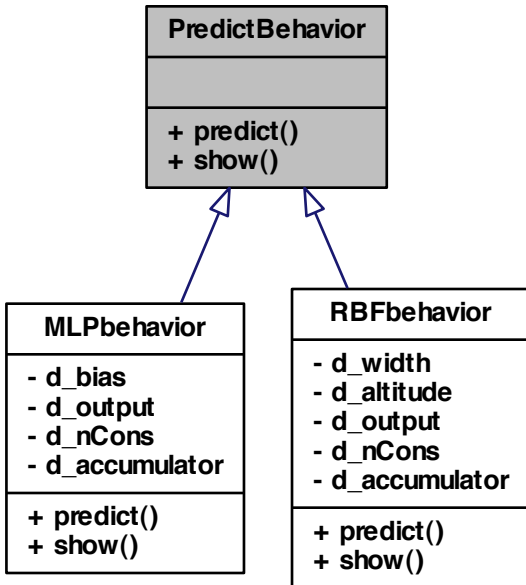 PredictBehavior
+ predict()
+ show()
MLPbehavior
- d_bias
- d_output
- d_nCons
- d_accumulator
+ predict()
+ show()
RBFbehavior
- d_width
- d_altitude
- d_output
- d_nCons
- d_accumulator
+ predict()
+ show()